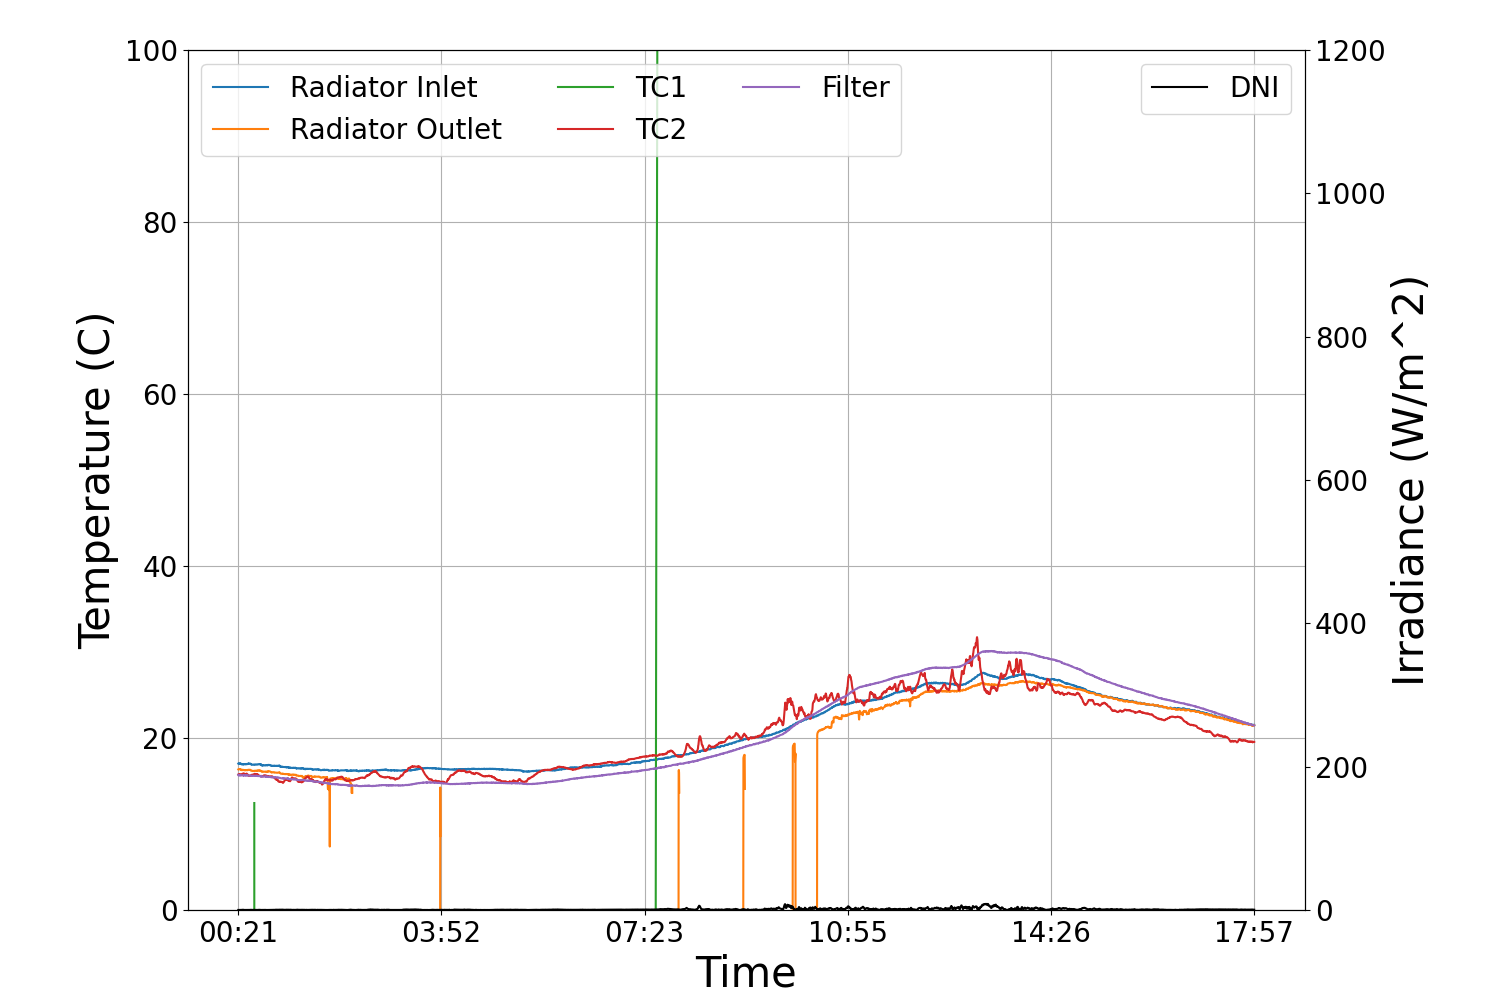 100
80
60
40
20
0
Temperature (C)
Radiator Inlet
Radiator Outlet
TC1
TC2
Filter
DNI
1200
1000
800
600
400
200
0
Irradiance (W/m^2)
00:21 03:52 07:23 10:55 14:26 17:57
Time